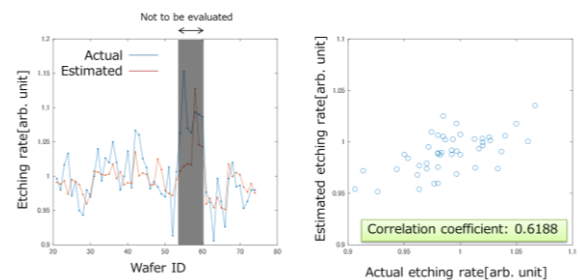 Not to be evaluated
1.2
1.15
1.1
1.05
1
0.95
0.9
Etching rate[arb. unit]
Actual
Estimated
20 30 40 50 60 70 80
Wafer ID
1.1
1.05
1
0.95
0.9
Estimated etching rate[arb. unit]
Correlation coefficient: 0.6188
0.9 0.95 1 1.05 1.1
Actual etching rate[arb. unit]